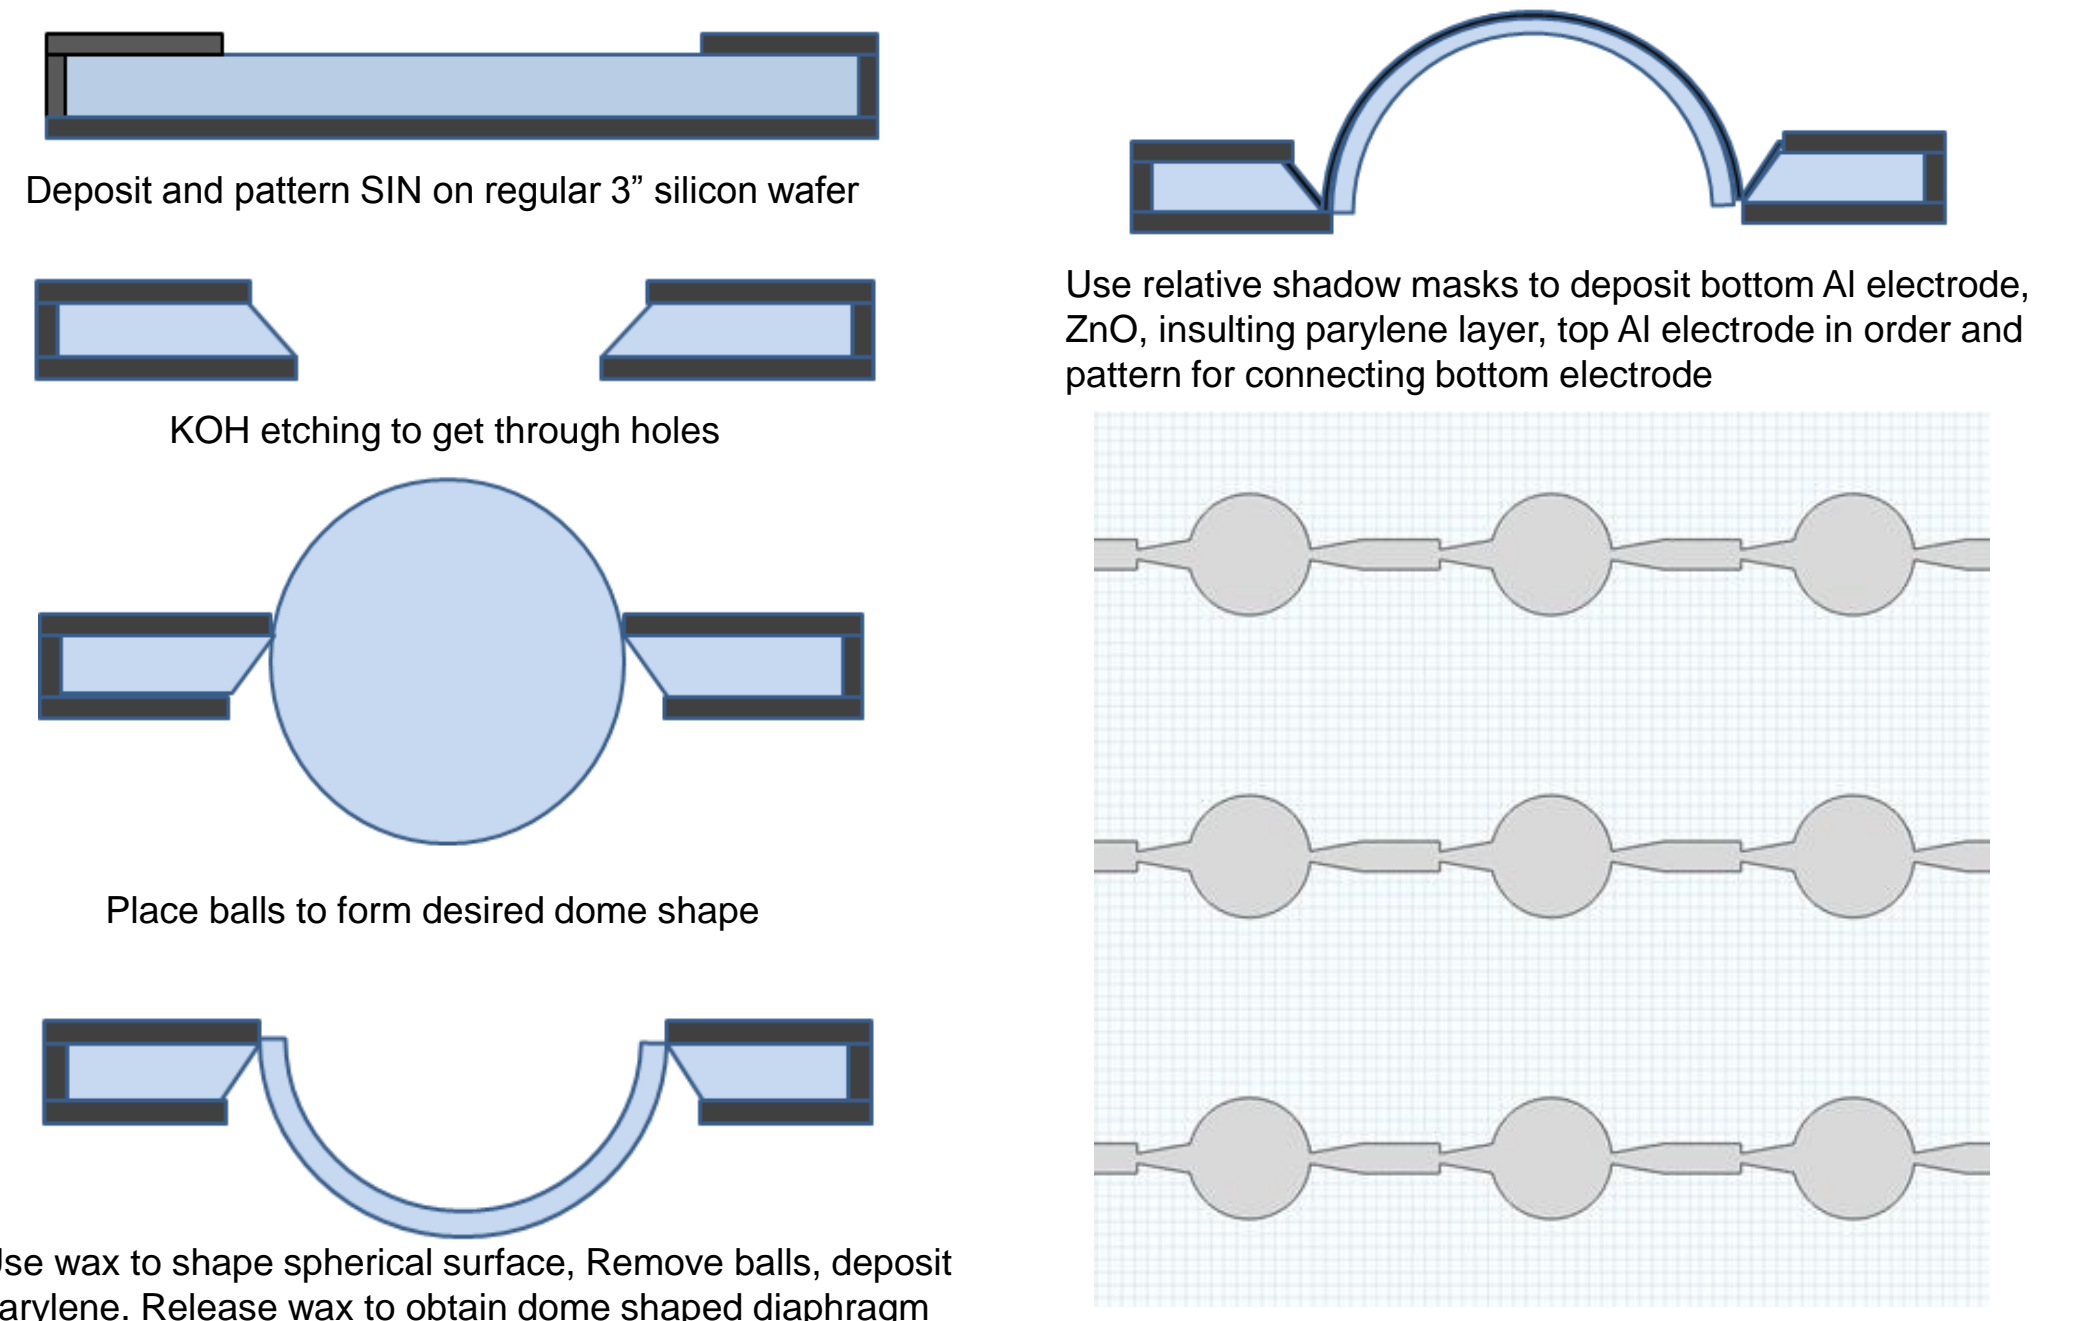 Deposit and pattern SIN on regular 3” silicon wafer
KOH etching to get through holes
Place balls to form desired dome shape
Use wax to shape spherical surface, Remove balls, deposit
parylene. Release wax to obtain dome shaped diaphragm
Use relative shadow masks to deposit bottom Al electrode,
ZnO, insulting parylene layer, top Al electrode in order and
pattern for connecting bottom electrode